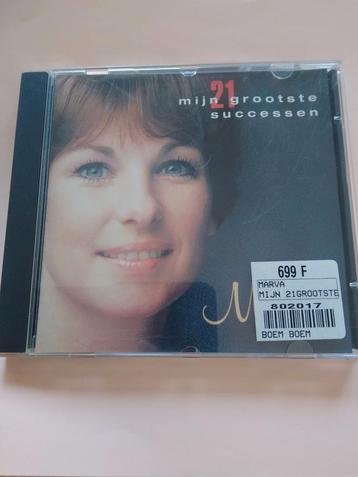 21
mijn grootste
successen
M
699 F
MARVA
MIJN 21GROOTSTE
802017
BOEM BOEM